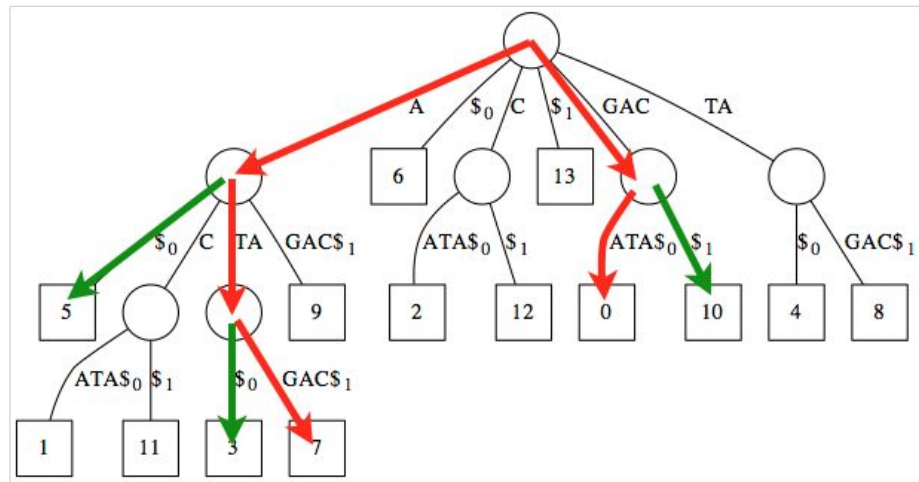 A $₀ C $₁ GAC TA
6 13
$₀ C TA GAC$₁ ATA$₀ $₁ ATA$₀ $₁ $₀ GAC$₁
5 9 2 12 0 10 4 8
ATA$₀ $₁ $₀ GAC$₁
1 11 3 7